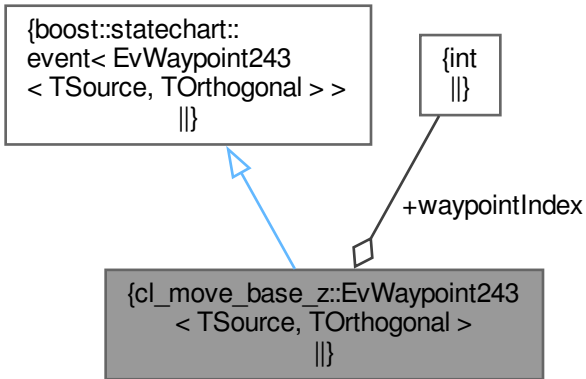 {boost::statechart::
event< EvWaypoint243
< TSource, TOrthogonal > >
||}
{int
||}
+waypointIndex
{cl_move_base_z::EvWaypoint243
< TSource, TOrthogonal >
||}